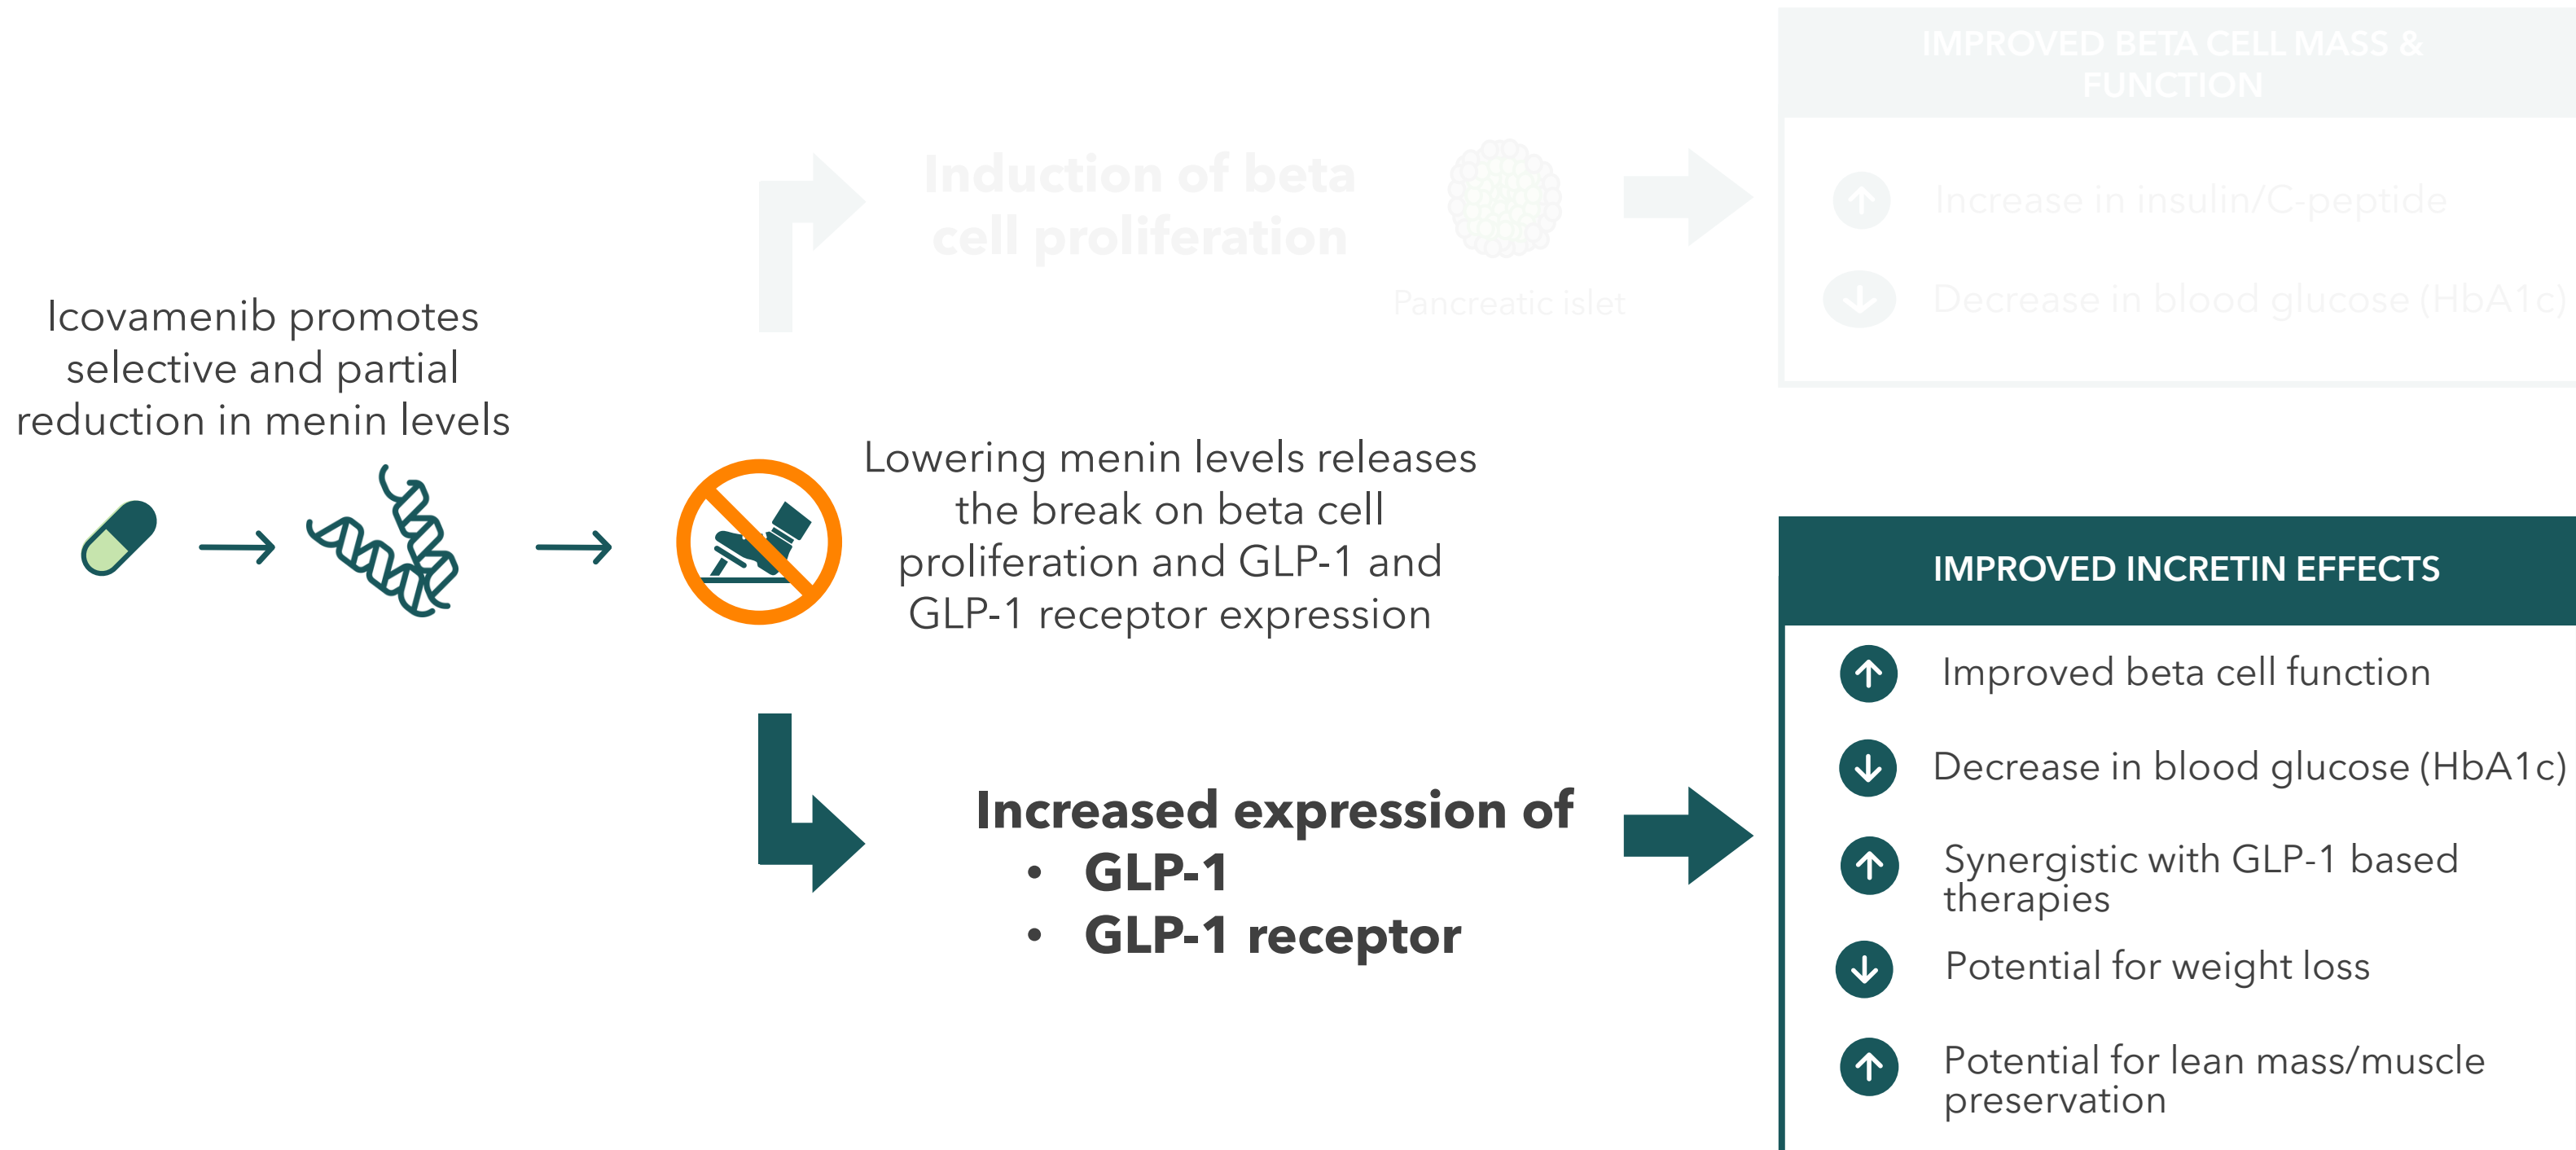 Icovamenib promotes
selective and partial
reduction in menin levels
Induction of beta
cell proliferation
Pancreatic islet
IMPROVED BETA CELL MASS &
FUNCTION
Increase in insulin/C-peptide
Decrease in blood glucose (HbA1c)
Lowering menin levels releases
the break on beta cell
proliferation and GLP-1 and
GLP-1 receptor expression
Increased expression of
• GLP-1
• GLP-1 receptor
IMPROVED INCRETIN EFFECTS
Improved beta cell function
Decrease in blood glucose (HbA1c)
Synergistic with GLP-1 based
therapies
Potential for weight loss
Potential for lean mass/muscle
preservation